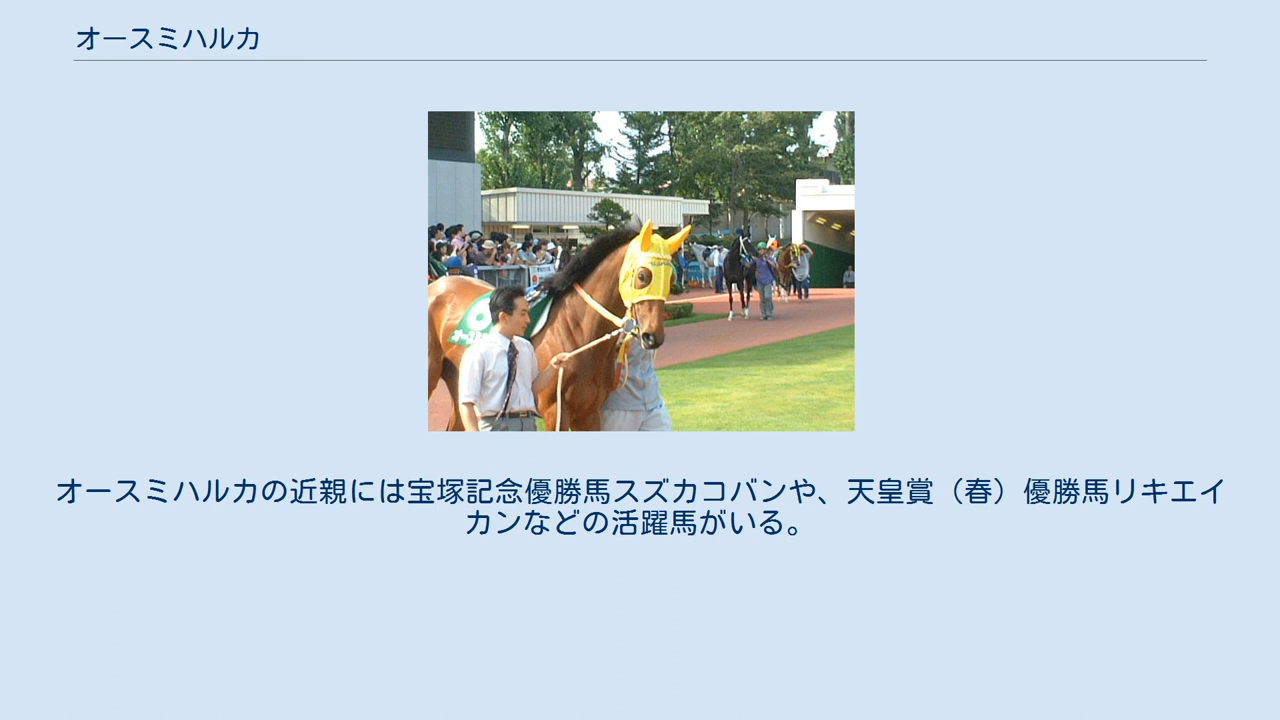 オースミハルカ
オースミハルカの近親には宝塚記念優勝馬スズカコバンや、天皇賞（春）優勝馬リキエイ
カンなどの活躍馬がいる。